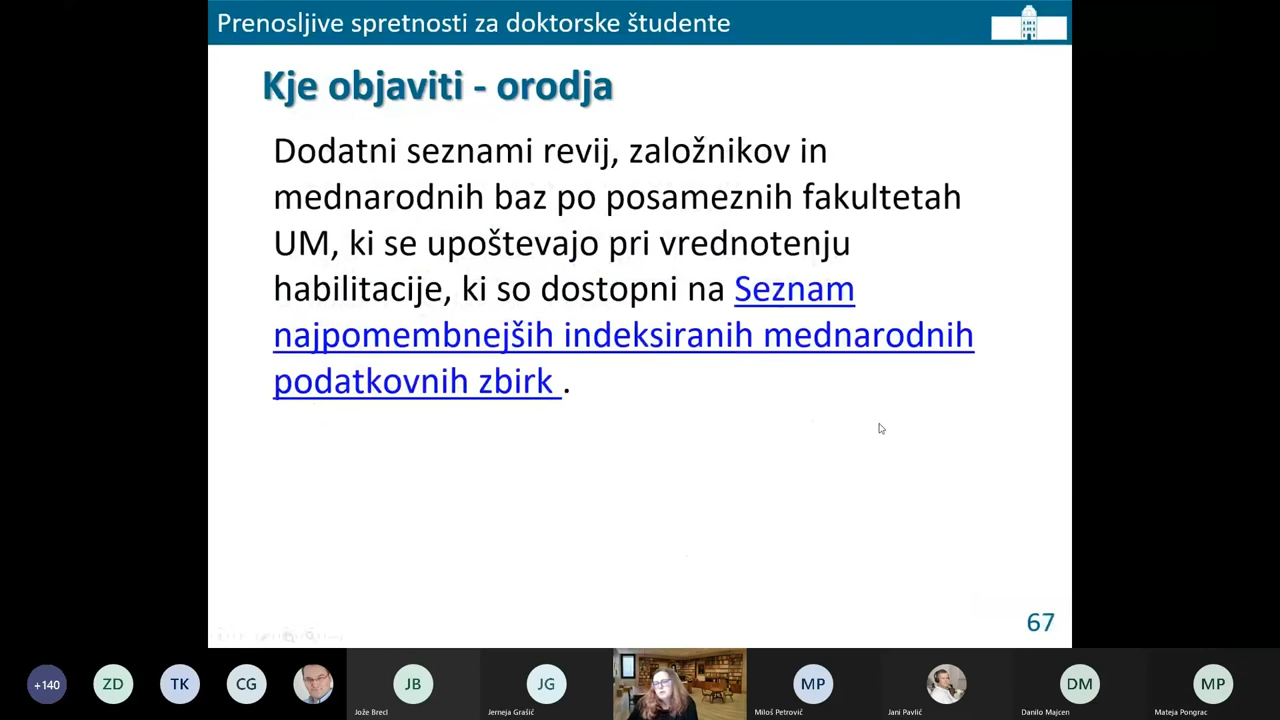 Prenosljive spretnosti za doktorske študente
Kje objaviti - orodja
Dodatni seznami revij, založnikov in
mednarodnih baz po posameznih fakultetah
UM, ki se upoštevajo pri vrednotenju
habilitacije, ki so dostopni na Seznam
najpomembnejših indeksiranih mednarodnih
podatkovnih zbirk .
67
+140
ZD
TK
CG
JB
JG
MP
DM
MP
Jože Brecl
Jerneja Grašič
Miloš Petrovič
Jani Pavlič
Danilo Majcen
Mateja Pongrac